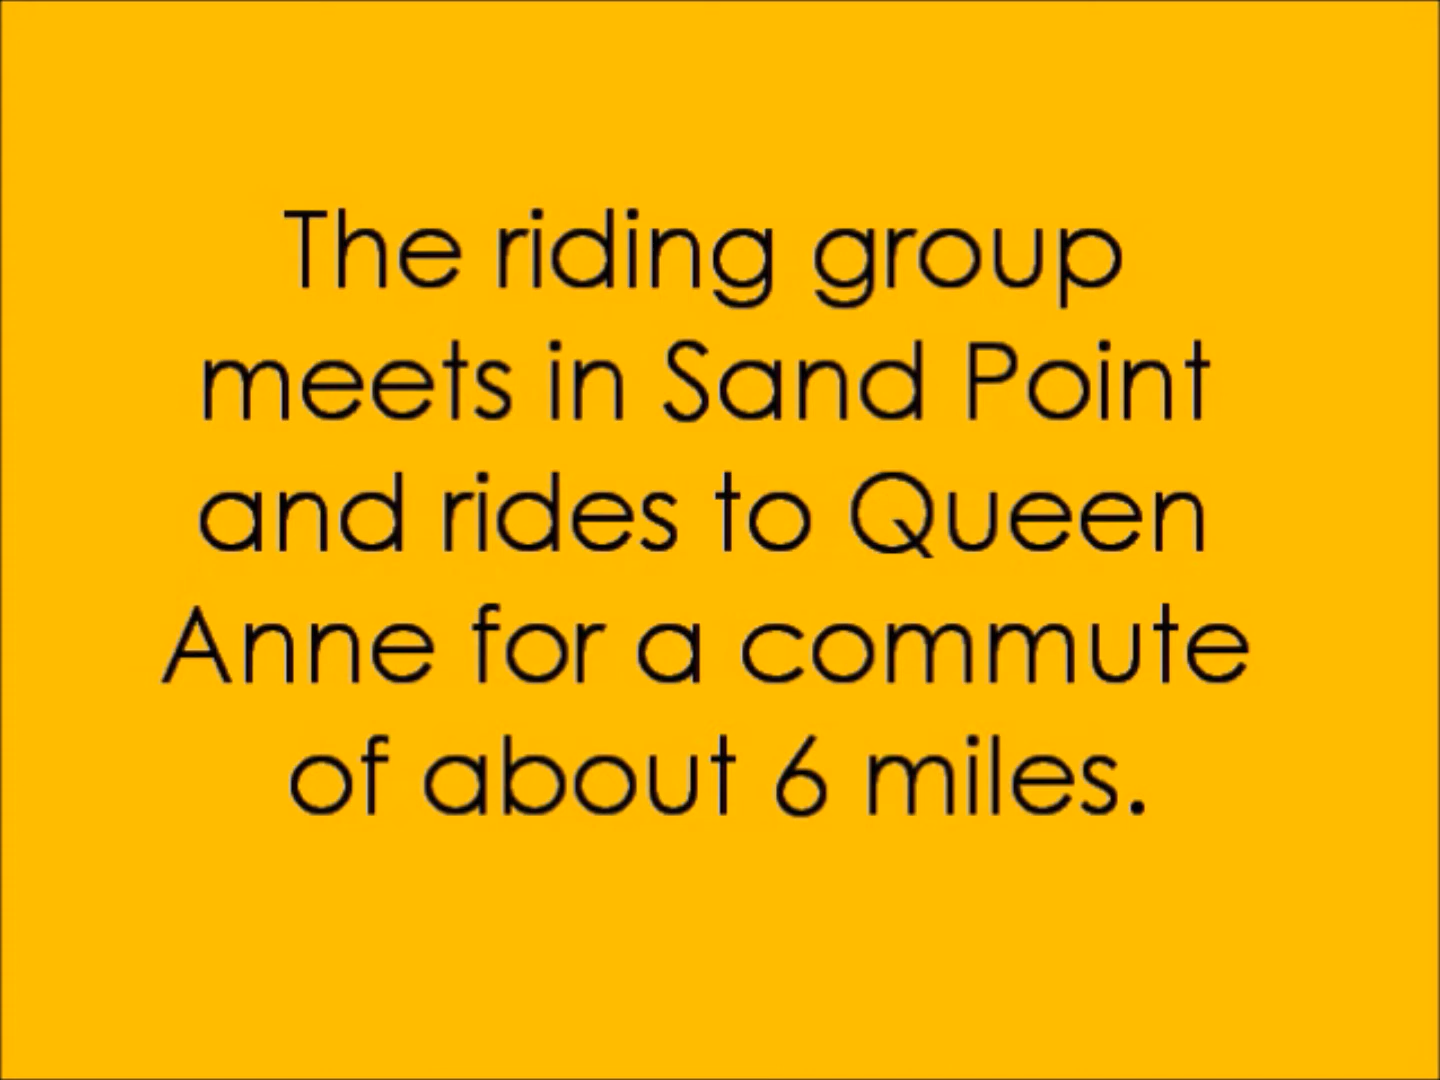 The riding group
meets in Sand Point
and rides to Queen
Anne for a commute
of about 6 miles.